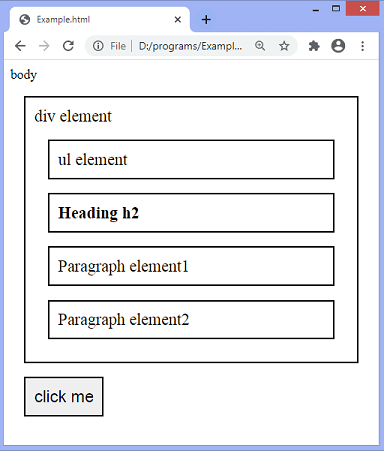 Example.html
File | D:/programs/Exampl...
body
div element
ul element
Heading h2
Paragraph element1
Paragraph element2
click me